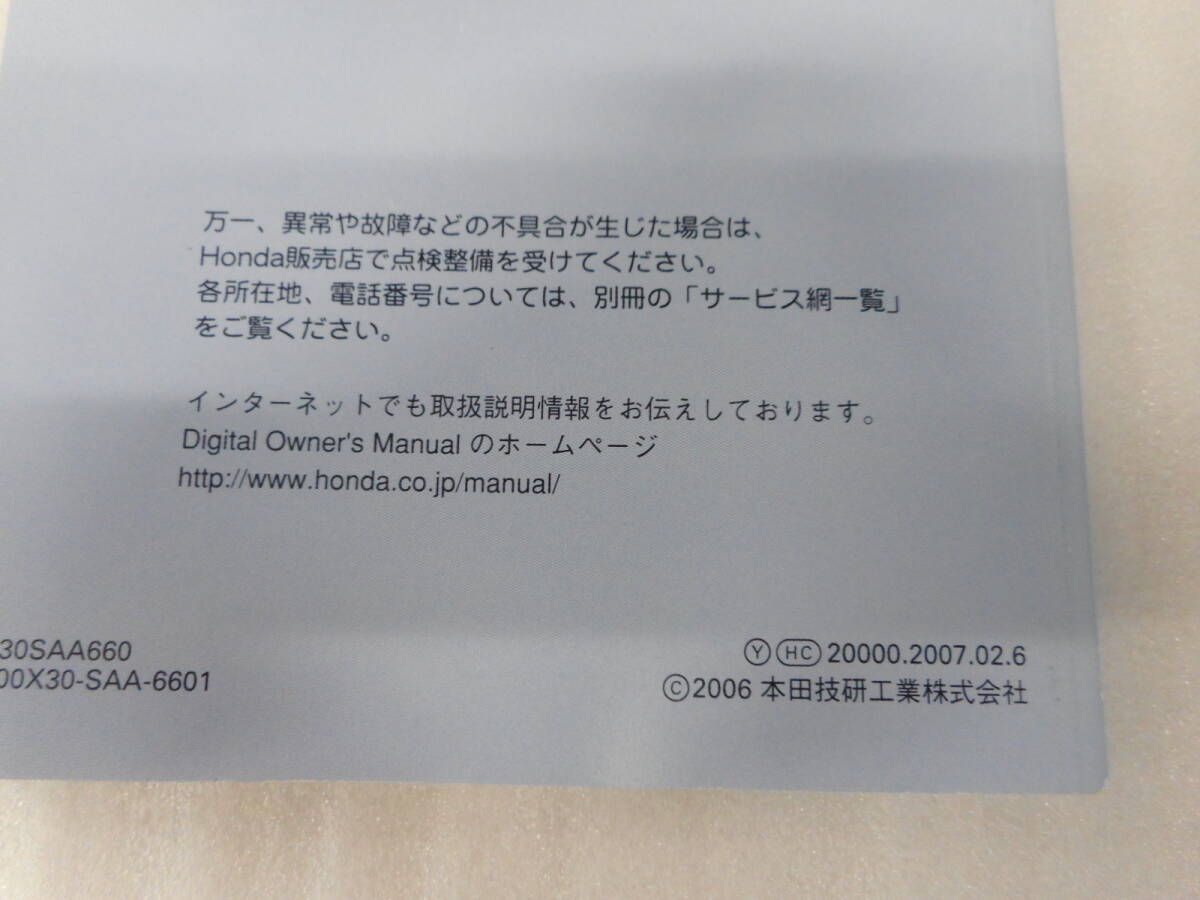 万一、異常や故障などの不具合が生じた場合は、
Honda販売店で点検整備を受けてください。
各所在地、電話番号については、別冊の「サービス網一覧」
をご覧ください。
インターネットでも取扱説明情報をお伝えしております。
Digital Owner's Manual のホームページ
http://www.honda.co.jp/manual/
30SAA660
00X30-SAA-6601
Ⓨ HC 20000.2007.02.6
©2006 本田技研工業株式会社